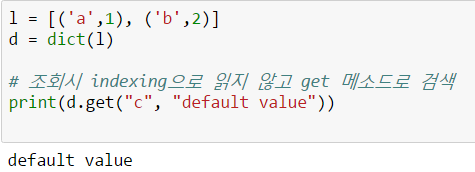 l = [('a',1), ('b',2)]
d = dict(l)
# 조회시 indexing으로 읽지 않고 get 메소드로 검색
print(d.get("c", "default value"))
default value